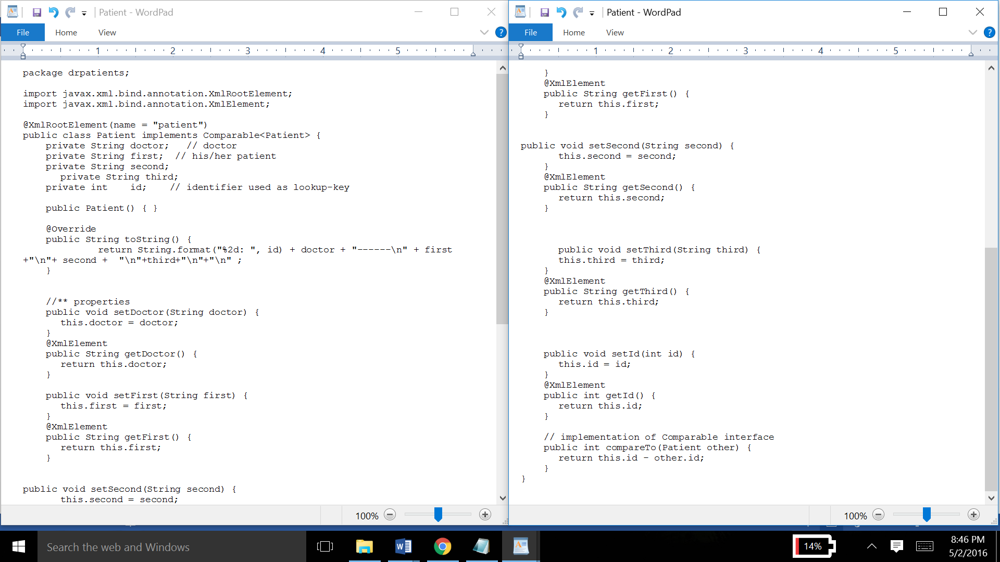 Patient - WordPad
File Home View
1 2 3 4 5
package drpatients;
import javax.xml.bind.annotation.XmlRootElement;
import javax.xml.bind.annotation.XmlElement;
@XmlRootElement(name = "patient")
public class Patient implements Comparable<Patient> {
private String doctor; // doctor
private String first; // his/her patient
private String second;
private String third;
private int id; // identifier used as lookup-key
public Patient() { }
@Override
public String toString() {
return String.format("%2d: ", id) + doctor + "------\n" + first
+"\n"+ second + "\n"+third+"\n"+"\n" ;
}
//** properties
public void setDoctor(String doctor) {
this.doctor = doctor;
}
@XmlElement
public String getDoctor() {
return this.doctor;
}
public void setFirst(String first) {
this.first = first;
}
@XmlElement
public String getFirst() {
return this.first;
}
public void setSecond(String second) {
this.second = second;
100%
Patient - WordPad
File Home View
1 2 3 4 5
}
@XmlElement
public String getFirst() {
return this.first;
}
public void setSecond(String second) {
this.second = second;
}
@XmlElement
public String getSecond() {
return this.second;
}
public void setThird(String third) {
this.third = third;
}
@XmlElement
public String getThird() {
return this.third;
}
public void setId(int id) {
this.id = id;
}
@XmlElement
public int getId() {
return this.id;
}
// implementation of Comparable interface
public int compareTo(Patient other) {
return this.id - other.id;
}
}
100%
Search the web and Windows
14%
8:46 PM
5/2/2016